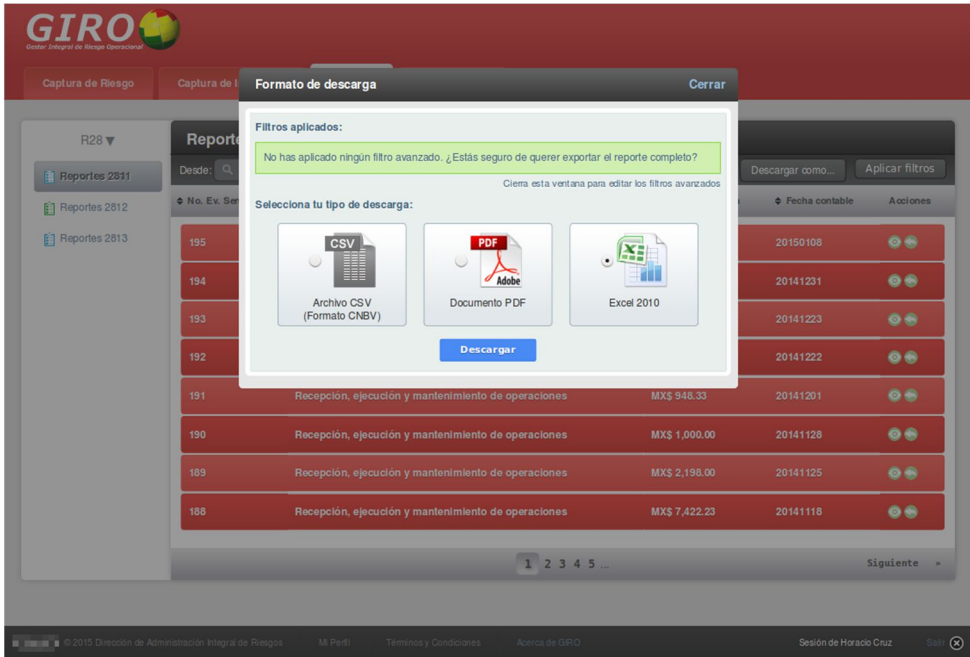 GIRO
Gestor Integral de Riesgo Operacional
Captura de Riesgo
Captura de I
Formato de descarga
Cerrar
R28 ▼
Reportes 2811
Reportes 2812
Reportes 2813
Reporte
Desde:
Descargar como...
Aplicar filtros
Filtros aplicados:
No has aplicado ningún filtro avanzado. ¿Estás seguro de querer exportar el reporte completo?
Cierra esta ventana para editar los filtros avanzados
Selecciona tu tipo de descarga:
CSV
PDF
Adobe
Archivo CSV
(Formato CNBV)
Documento PDF
Excel 2010
Descargar
No. Ev. Ser
Fecha contable
Acciones
195 20150108
194 20141231
193 20141223
192 20141222
191 Recepción, ejecución y mantenimiento de operaciones MX$ 948.33 20141201
190 Recepción, ejecución y mantenimiento de operaciones MX$ 1,000.00 20141128
189 Recepción, ejecución y mantenimiento de operaciones MX$ 2,198.00 20141125
188 Recepción, ejecución y mantenimiento de operaciones MX$ 7,422.23 20141118
1 2 3 4 5 ...
Siguiente »
© 2015 Dirección de Administración Integral de Riesgos Mi Perfil Términos y Condiciones Acerca de GIRO Sesión de Horacio Cruz Salir